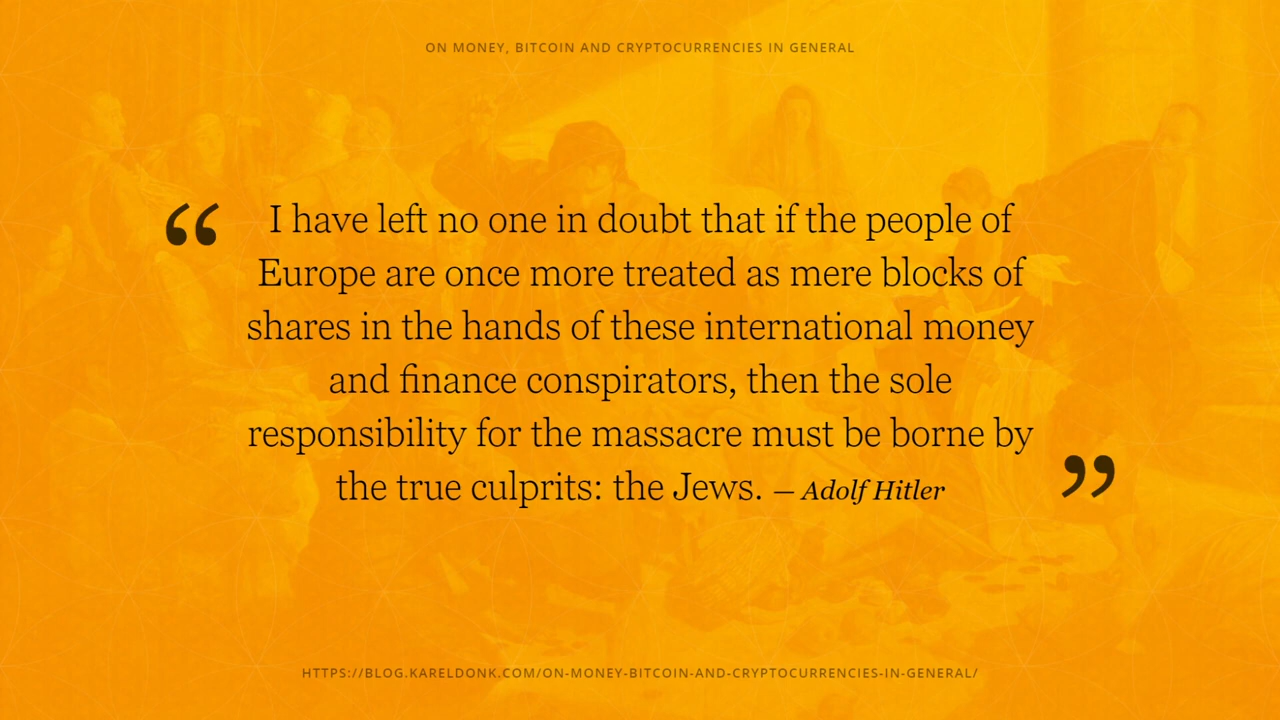 ON MONEY, BITCOIN AND CRYPTOCURRENCIES IN GENERAL
“ I have left no one in doubt that if the people of
Europe are once more treated as mere blocks of
shares in the hands of these international money
and finance conspirators, then the sole
responsibility for the massacre must be borne by
the true culprits: the Jews. — Adolf Hitler ”
HTTPS://BLOG.KARELDONK.COM/ON-MONEY-BITCOIN-AND-CRYPTOCURRENCIES-IN-GENERAL/